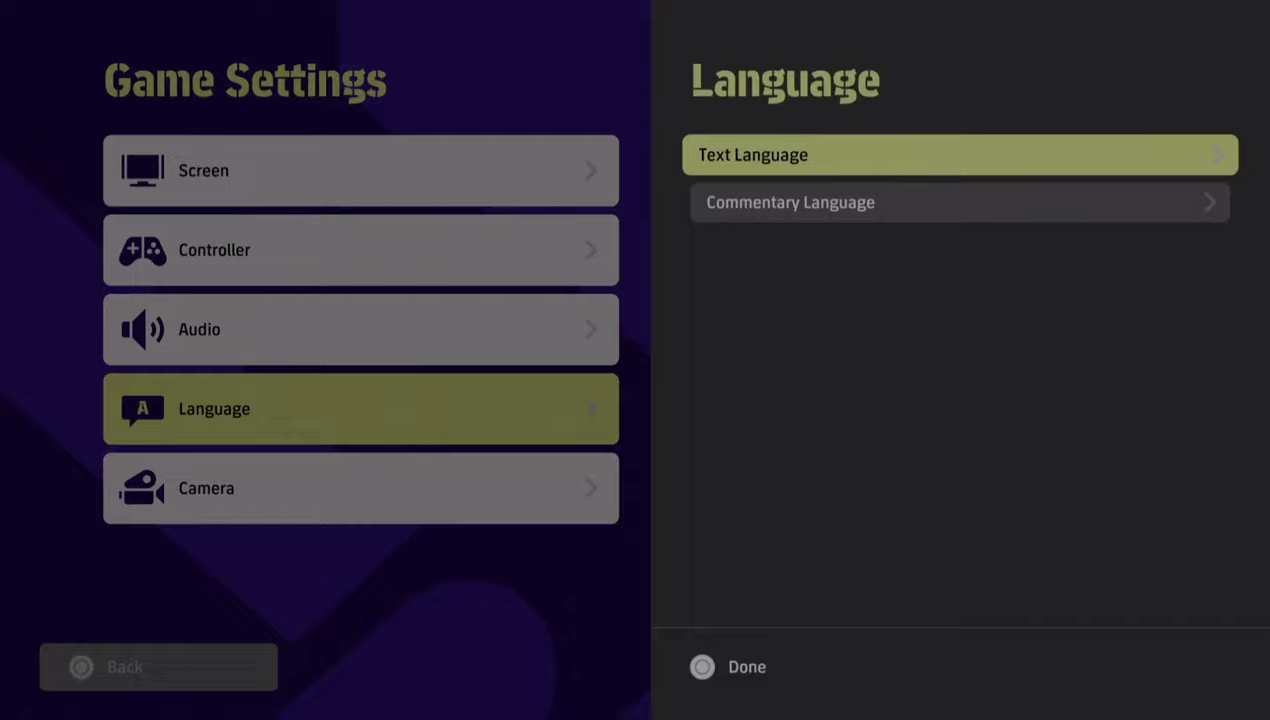 Game Settings
Screen
Controller
Audio
A
Language
Camera
Back
Language
Text Language
Commentary Language
Done